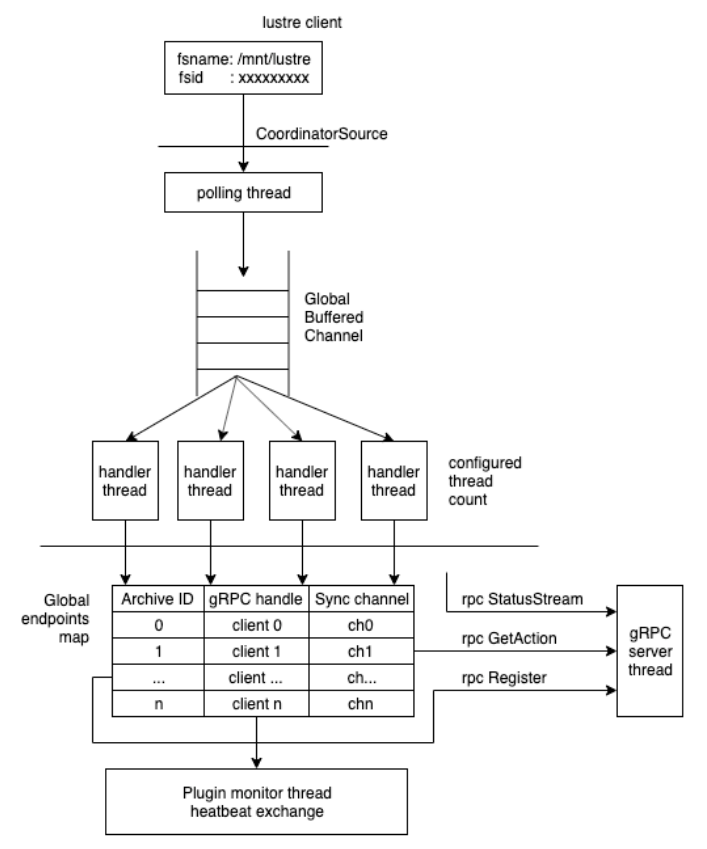 lustre client
fsname: /mnt/lustre
fsid : xxxxxxxxx
CoordinatorSource
polling thread
Global
Buffered
Channel
handler
thread
handler
thread
handler
thread
handler
thread
configured
thread
count
Global
endpoints
map
Archive ID gRPC handle Sync channel
0 client 0 ch0
1 client 1 ch1
... client ... ch...
n client n chn
rpc StatusStream
rpc GetAction
rpc Register
gRPC
server
thread
Plugin monitor thread
heatbeat exchange